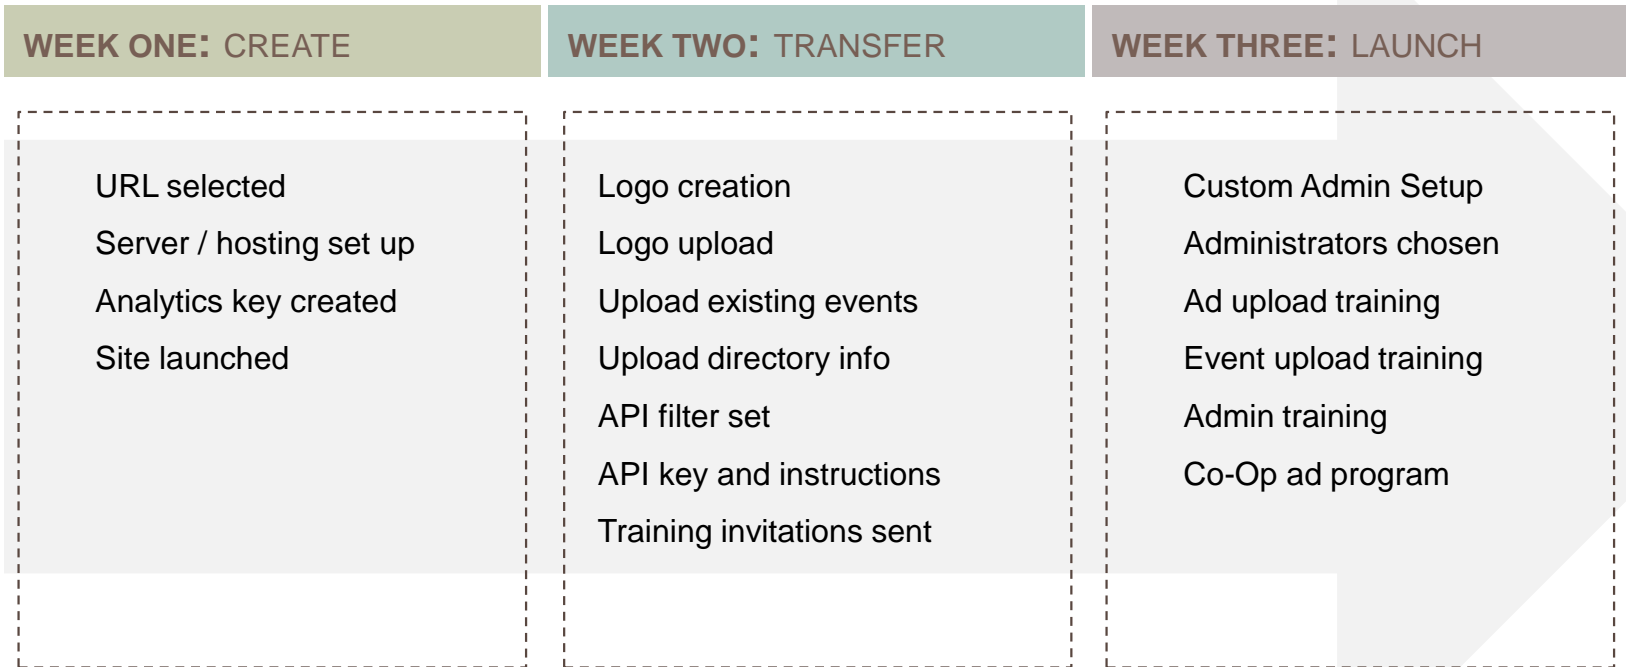 WEEK ONE: CREATE
URL selected
Server / hosting set up
Analytics key created
Site launched
WEEK TWO: TRANSFER
Logo creation
Logo upload
Upload existing events
Upload directory info
API filter set
API key and instructions
Training invitations sent
WEEK THREE: LAUNCH
Custom Admin Setup
Administrators chosen
Ad upload training
Event upload training
Admin training
Co-Op ad program